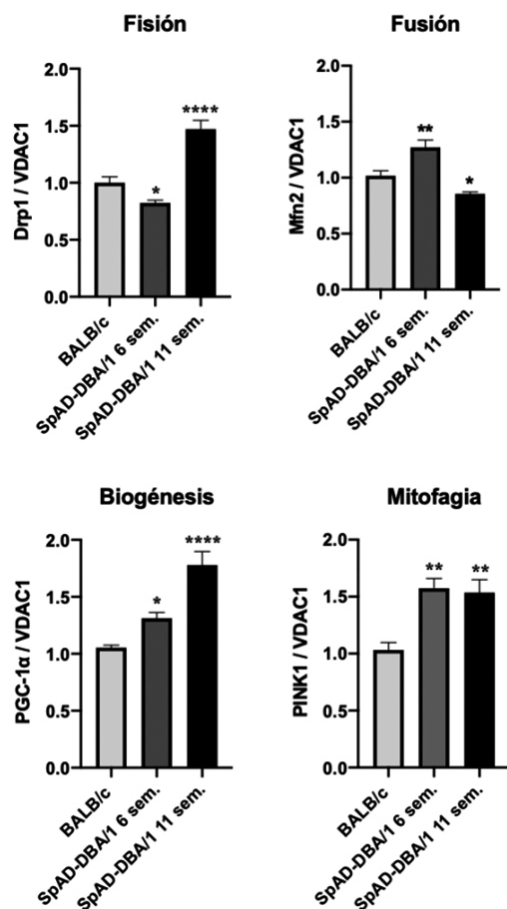 Fisión
Drp1 / VDAC1
2.0
1.5
1.0
0.5
0.0
*
****
BALB/c
SpAD-DBA/1 6 sem.
SpAD-DBA/1 11 sem.
Fusión
Mfn2 / VDAC1
2.0
1.5
1.0
0.5
0.0
**
*
BALB/c
SpAD-DBA/1 6 sem.
SpAD-DBA/1 11 sem.
Biogénesis
PGC-1α / VDAC1
2.0
1.5
1.0
0.5
0.0
*
****
BALB/c
SpAD-DBA/1 6 sem.
SpAD-DBA/1 11 sem.
Mitofagia
PINK1 / VDAC1
2.0
1.5
1.0
0.5
0.0
**
**
BALB/c
SpAD-DBA/1 6 sem.
SpAD-DBA/1 11 sem.